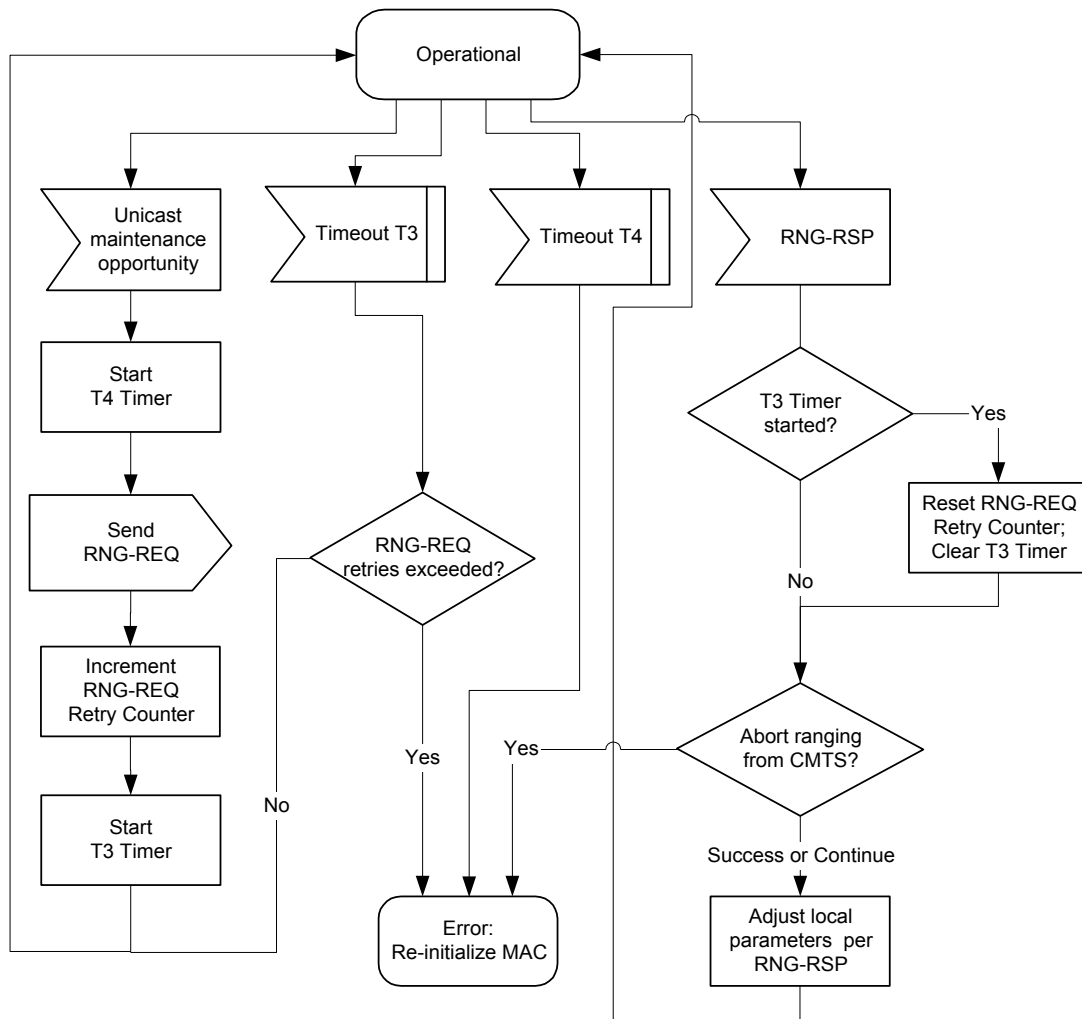 Operational
Unicast
maintenance
opportunity
Timeout T3
Timeout T4
RNG-RSP
Start
T4 Timer
T3 Timer
started?
Yes
Send
RNG-REQ
RNG-REQ
retries exceeded?
Reset RNG-REQ
Retry Counter;
Clear T3 Timer
No
Increment
RNG-REQ
Retry Counter
Yes
Yes
Abort ranging
from CMTS?
No
Start
T3 Timer
Success or Continue
Error:
Re-initialize MAC
Adjust local
parameters per
RNG-RSP